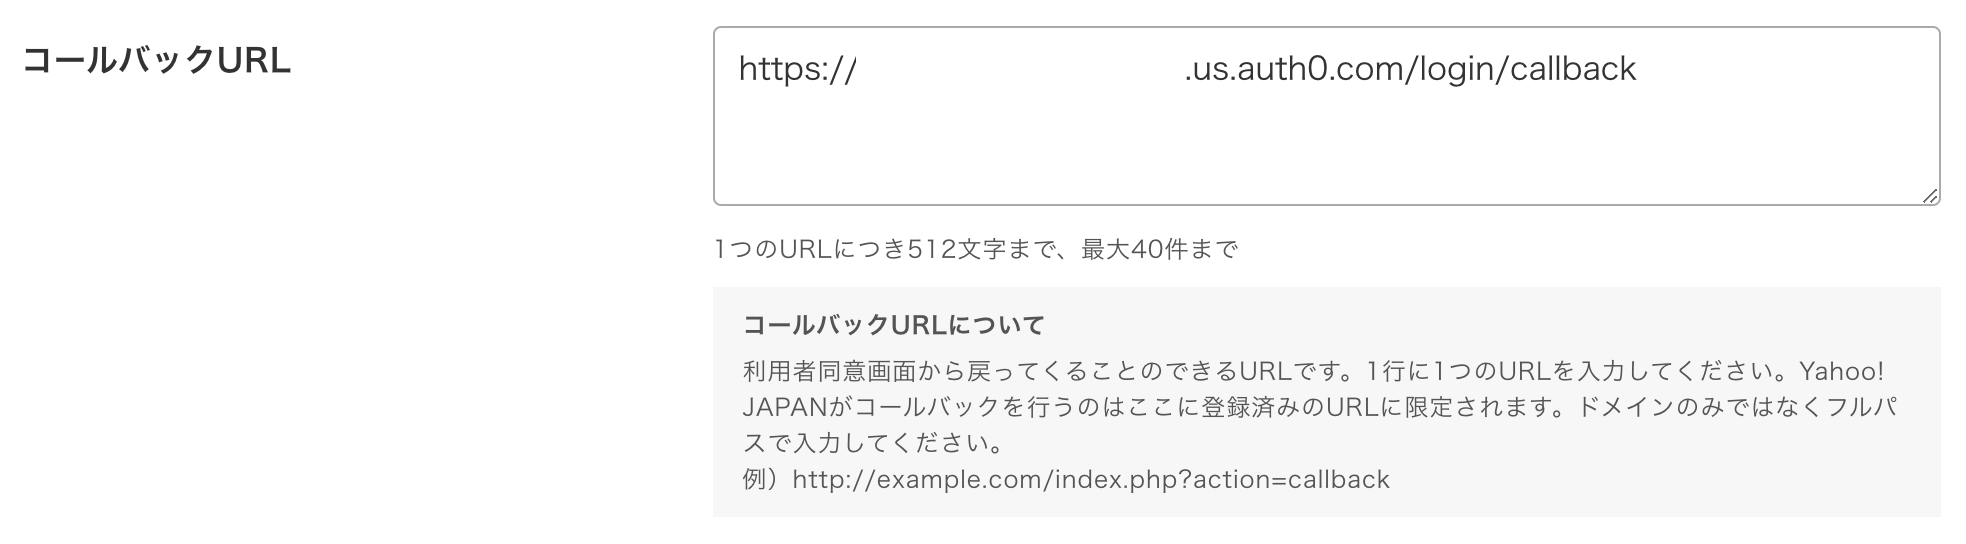 コールバックURL
https:// .us.auth0.com/login/callback
1つのURLにつき512文字まで、最大40件まで
コールバックURLについて
利用者同意画面から戻ってくることのできるURLです。1行に1つのURLを入力してください。Yahoo!
JAPANがコールバックを行うのはここに登録済みのURLに限定されます。ドメインのみではなくフルパ
スで入力してください。
例）http://example.com/index.php?action=callback